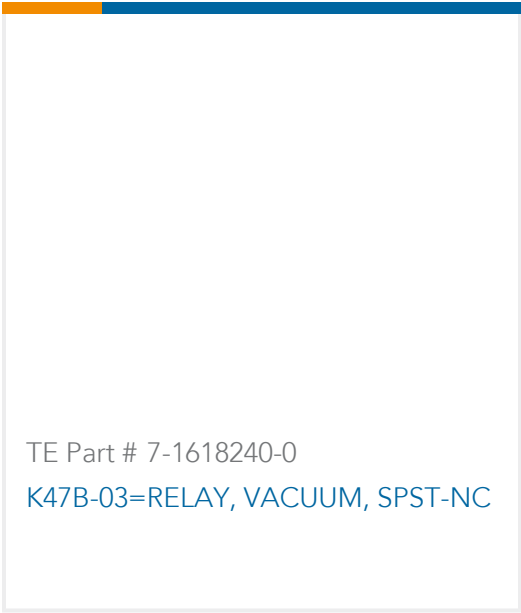 TE Part # 7-1618240-0
K47B-03=RELAY, VACUUM, SPST-NC